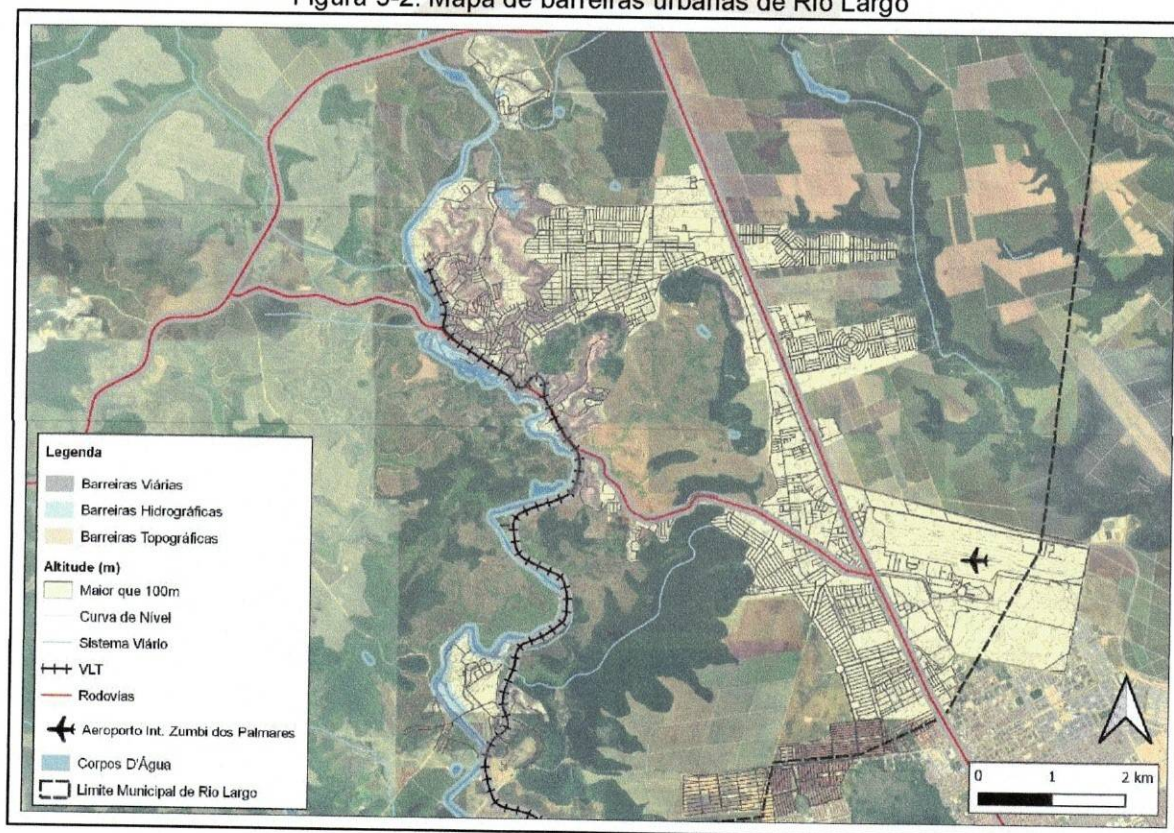 Figura 3-2: Mapa de barreiras urbanas de Rio Largo
Legenda
Barreiras Viárias
Barreiras Hidrográficas
Barreiras Topográficas
Altitude (m)
Maior que 100m
Curva de Nível
Sistema Viário
VLT
Rodovias
Aeroporto Int. Zumbi dos Palmares
Corpos D'Água
Limite Municipal de Rio Largo
0 1 2 km